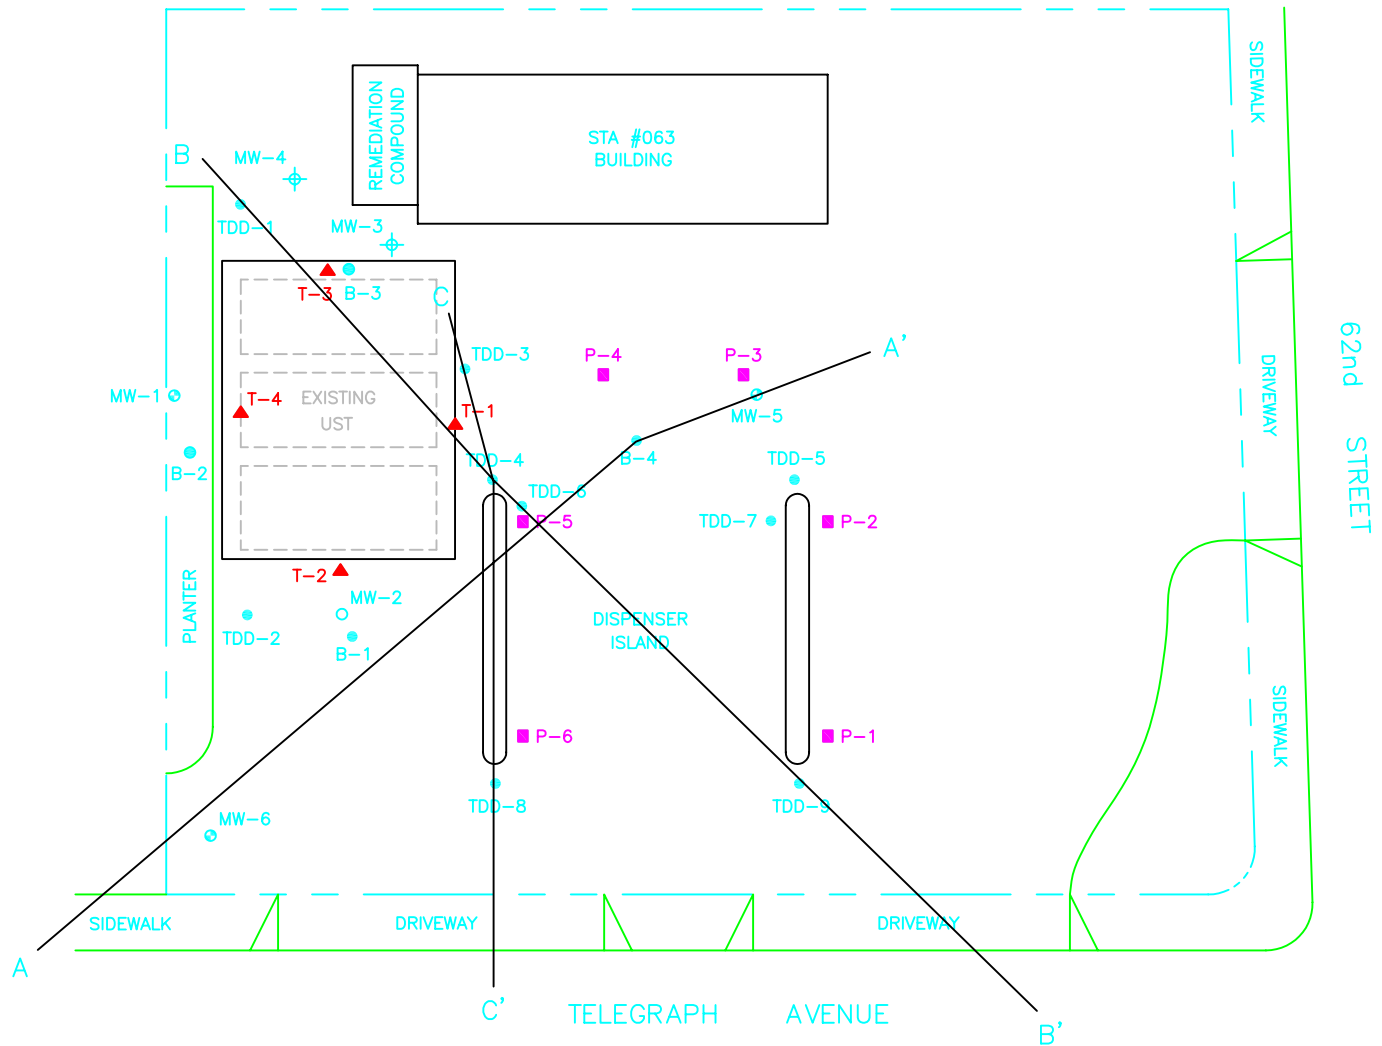 SIDEWALK
REMEDIATION
COMPOUND
STA #063
BUILDING
B
MW-4
TDD-1
MW-3
T-3
B-3
C
62nd STREET
TDD-3
P-4
P-3
A'
DRIVEWAY
MW-1
T-4
EXISTING
UST
T-1
MW-5
B-2
TDD-4
B-4
TDD-5
TDD-6
P-5
TDD-7
P-2
T-2
PLANTER
MW-2
TDD-2
B-1
DISPENSER
ISLAND
SIDEWALK
P-6
P-1
TDD-8
TDD-9
MW-6
SIDEWALK
DRIVEWAY
DRIVEWAY
A
C'
TELEGRAPH AVENUE
B'